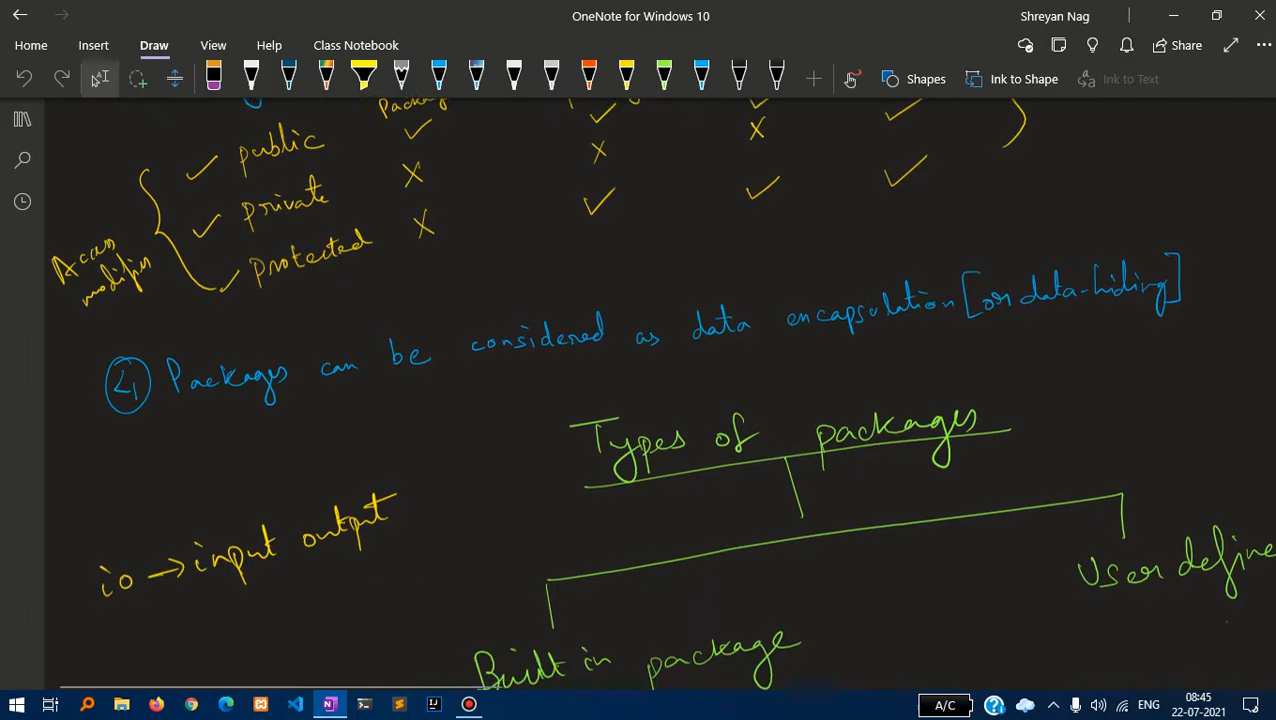 OneNote for Windows 10
Shreyan Nag
Home Insert Draw View Help Class Notebook
Share
Shapes Ink to Shape Ink to Text
public
private
protected
Access modifier
4 Packages can be considered as data encapsulation [or data-hiding]
Types of packages
io → input output
User define
Built in package
A/C
ENG
08:45
22-07-2021